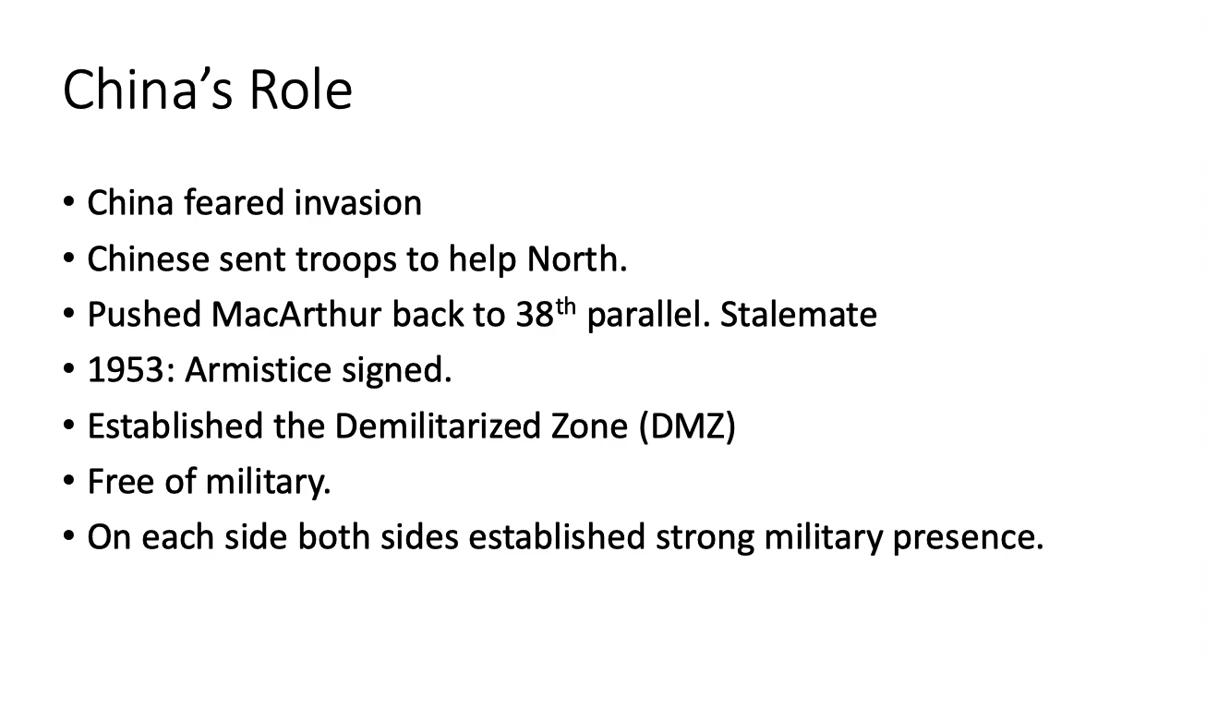 China’s Role
• China feared invasion
• Chinese sent troops to help North.
• Pushed MacArthur back to 38th parallel. Stalemate
• 1953: Armistice signed.
• Established the Demilitarized Zone (DMZ)
• Free of military.
• On each side both sides established strong military presence.